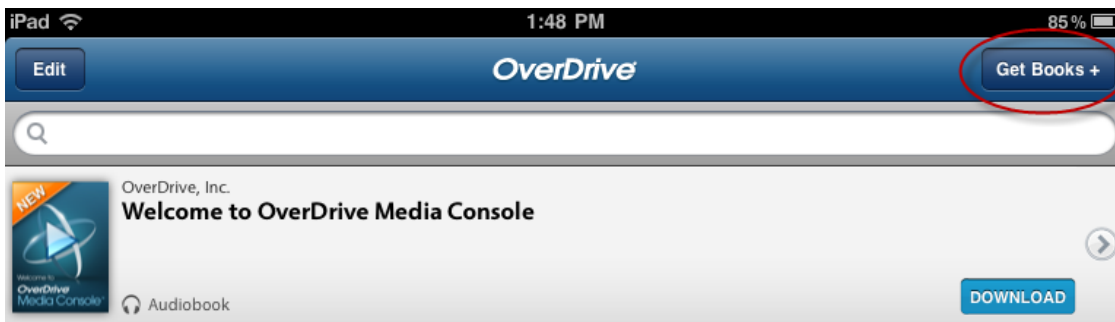 iPad 1:48 PM 85%
Edit OverDrive Get Books +
OverDrive, Inc.
Welcome to OverDrive Media Console
NEW
Welcome to
OverDrive
Media Console
Audiobook
DOWNLOAD